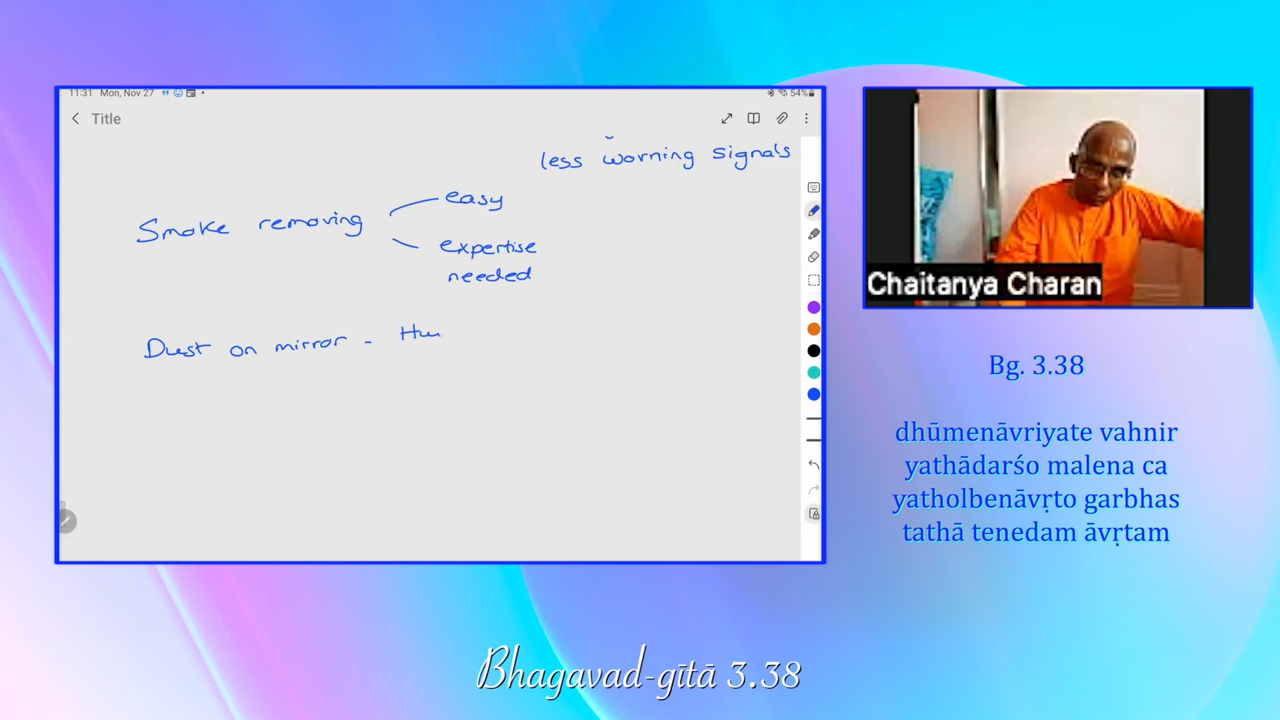 11:31 Mon, Nov 27
54%
Title
less worning signals
Smoke removing
easy
expertise
needed
Dust on mirror -
Chaitanya Charan
Bg. 3.38
dhūmenāvriyate vahnir
yathādarśo malena ca
yatholbenāvṛto garbhas
tathā tenedam āvṛtam
Bhagavad-gītā 3.38